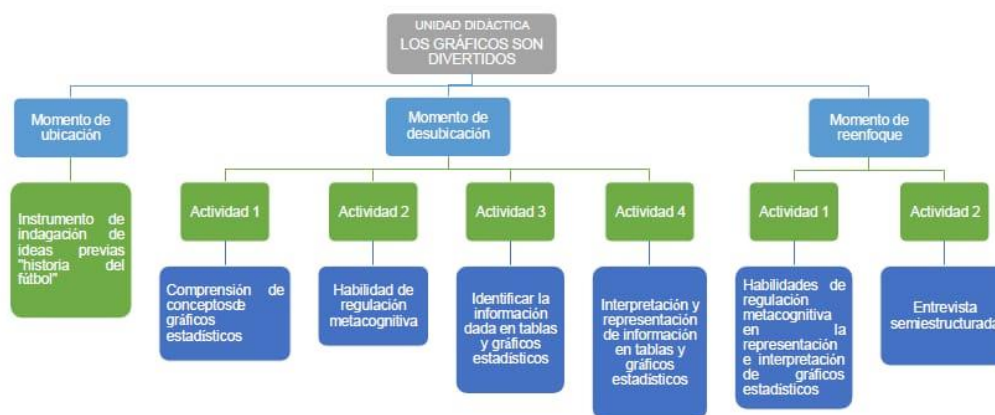 UNIDAD DIDÁCTICA
LOS GRÁFICOS SON
DIVERTIDOS
Momento de
ubicación
Momento de
desubicación
Momento de
reenfoque
Instrumento de
indagación de
ideas previas
"historia del
fútbol"
Actividad 1
Actividad 2
Actividad 3
Actividad 4
Actividad 1
Actividad 2
Comprensión de
conceptosde
gráficos
estadísticos
Habilidad de
regulación
metacognitiva
Identificar la
información
dada en tablas
y gráficos
estadísticos
Interpretación y
representación
de información
en tablas y
gráficos
estadísticos
Habilidades de
regulación
metacognitiva
en la
representación
e interpretación
de gráficos
estadísticos
Entrevista
semiestructurada